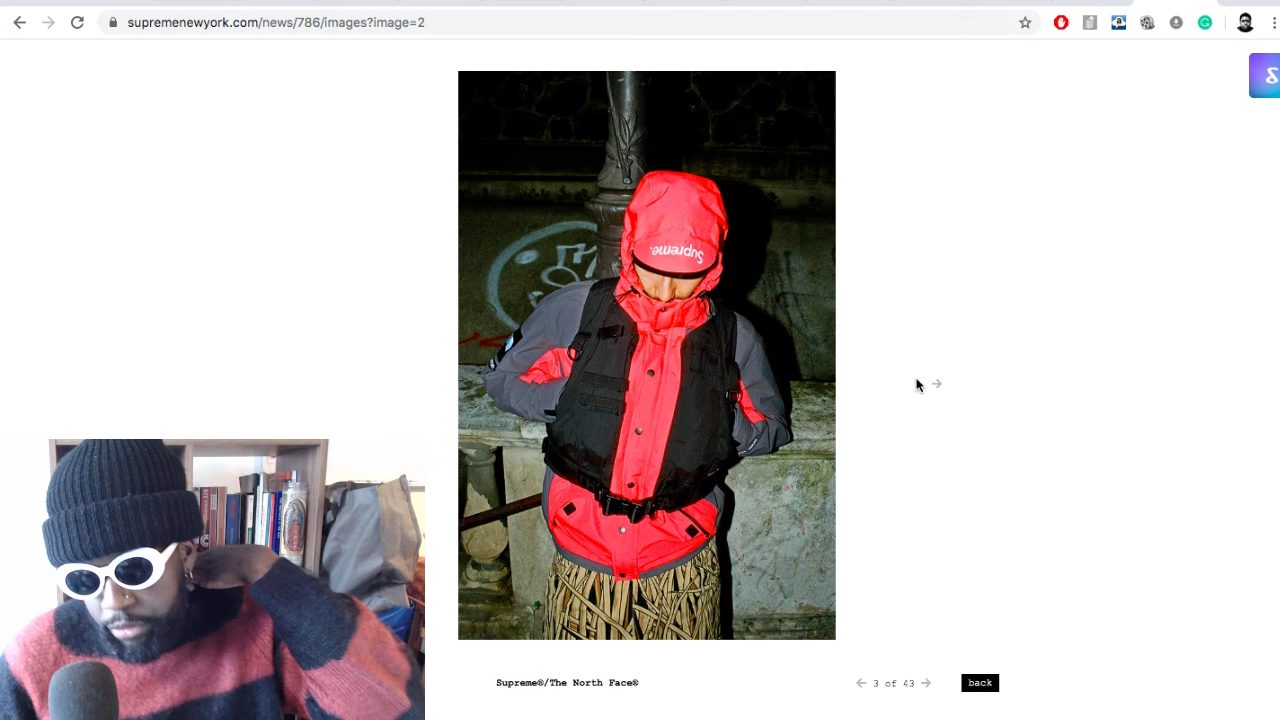 supremenewyork.com/news/786/images?image=2
Supreme.
Supreme®/The North Face®
3 of 43
back